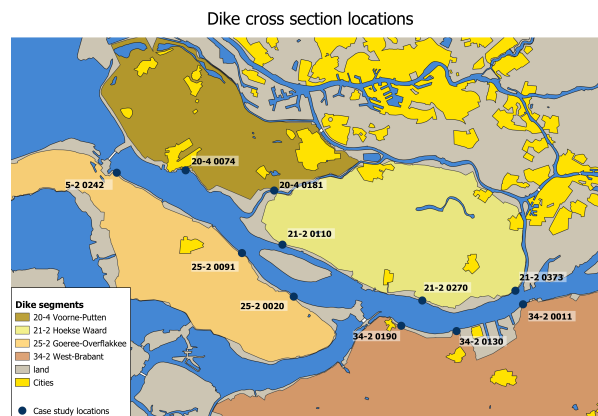 Dike cross section locations
20-4 0074
5-2 0242
20-4 0181
21-2 0110
25-2 0091
21-2 0373
21-2 0270
25-2 0020
34-2 0011
34-2 0190
34-2 0130
Dike segments
20-4 Voorne-Putten
21-2 Hoekse Waard
25-2 Goeree-Overflakkee
34-2 West-Brabant
land
Cities
Case study locations